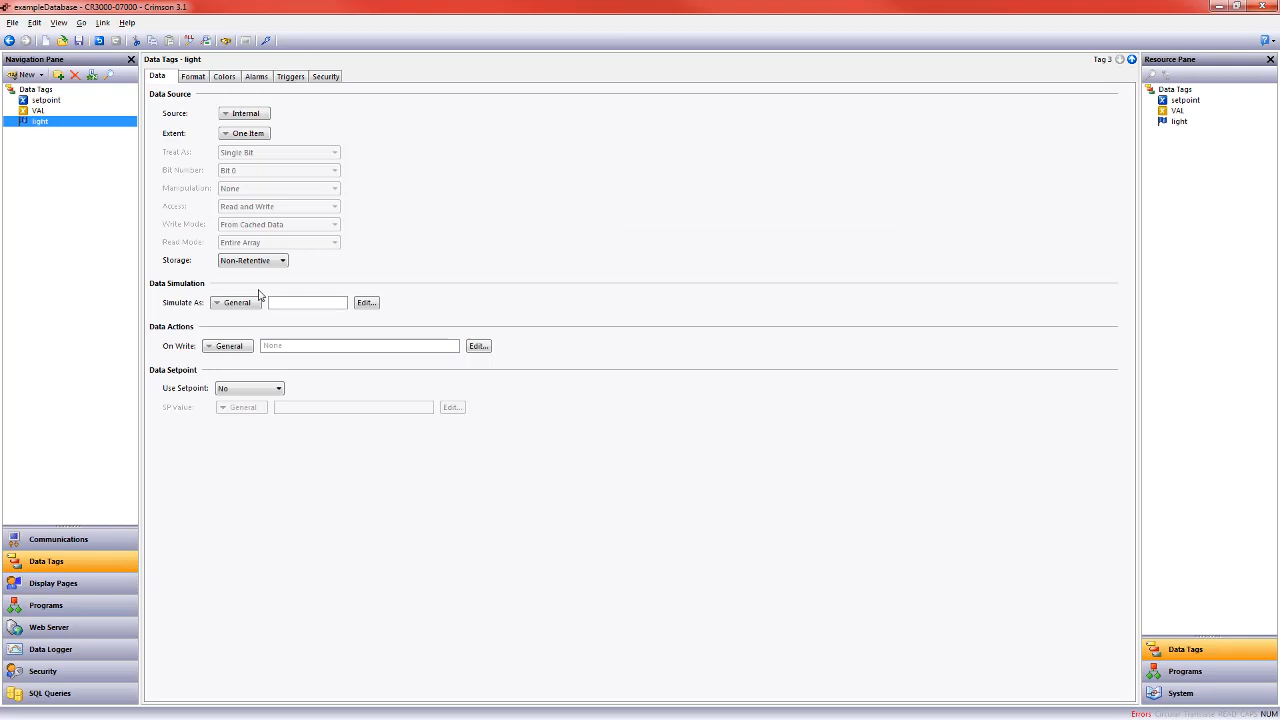 exampleDatabase - CR3000-07000 - Crimson 3.1
File Edit View Go Link Help
Navigation Pane
Data Tags - light
Tag 3
Resource Pane
New
Data Format Colors Alarms Triggers Security
Data Tags
setpoint
VAL
light
Data Source
Source: Internal
Extent: One Item
Treat As: Single Bit
Bit Number: Bit 0
Manipulation: None
Access: Read and Write
Write Mode: From Cached Data
Read Mode: Entire Array
Storage: Non-Retentive
Data Simulation
Simulate As: General Edit...
Data Actions
On Write: General None Edit...
Data Setpoint
Use Setpoint: No
SP Value: General Edit...
Data Tags
setpoint
VAL
light
Communications
Data Tags
Display Pages
Programs
Web Server
Data Logger
Security
SQL Queries
Data Tags
Programs
System
Errors Circular Translate READ CAPS NUM